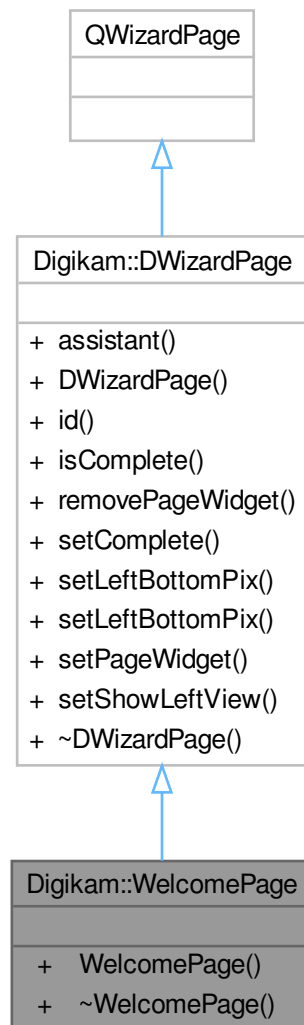 QWizardPage
Digikam::DWizardPage
+ assistant()
+ DWizardPage()
+ id()
+ isComplete()
+ removePageWidget()
+ setComplete()
+ setLeftBottomPix()
+ setLeftBottomPix()
+ setPageWidget()
+ setShowLeftView()
+ ~DWizardPage()
Digikam::WelcomePage
+ WelcomePage()
+ ~WelcomePage()